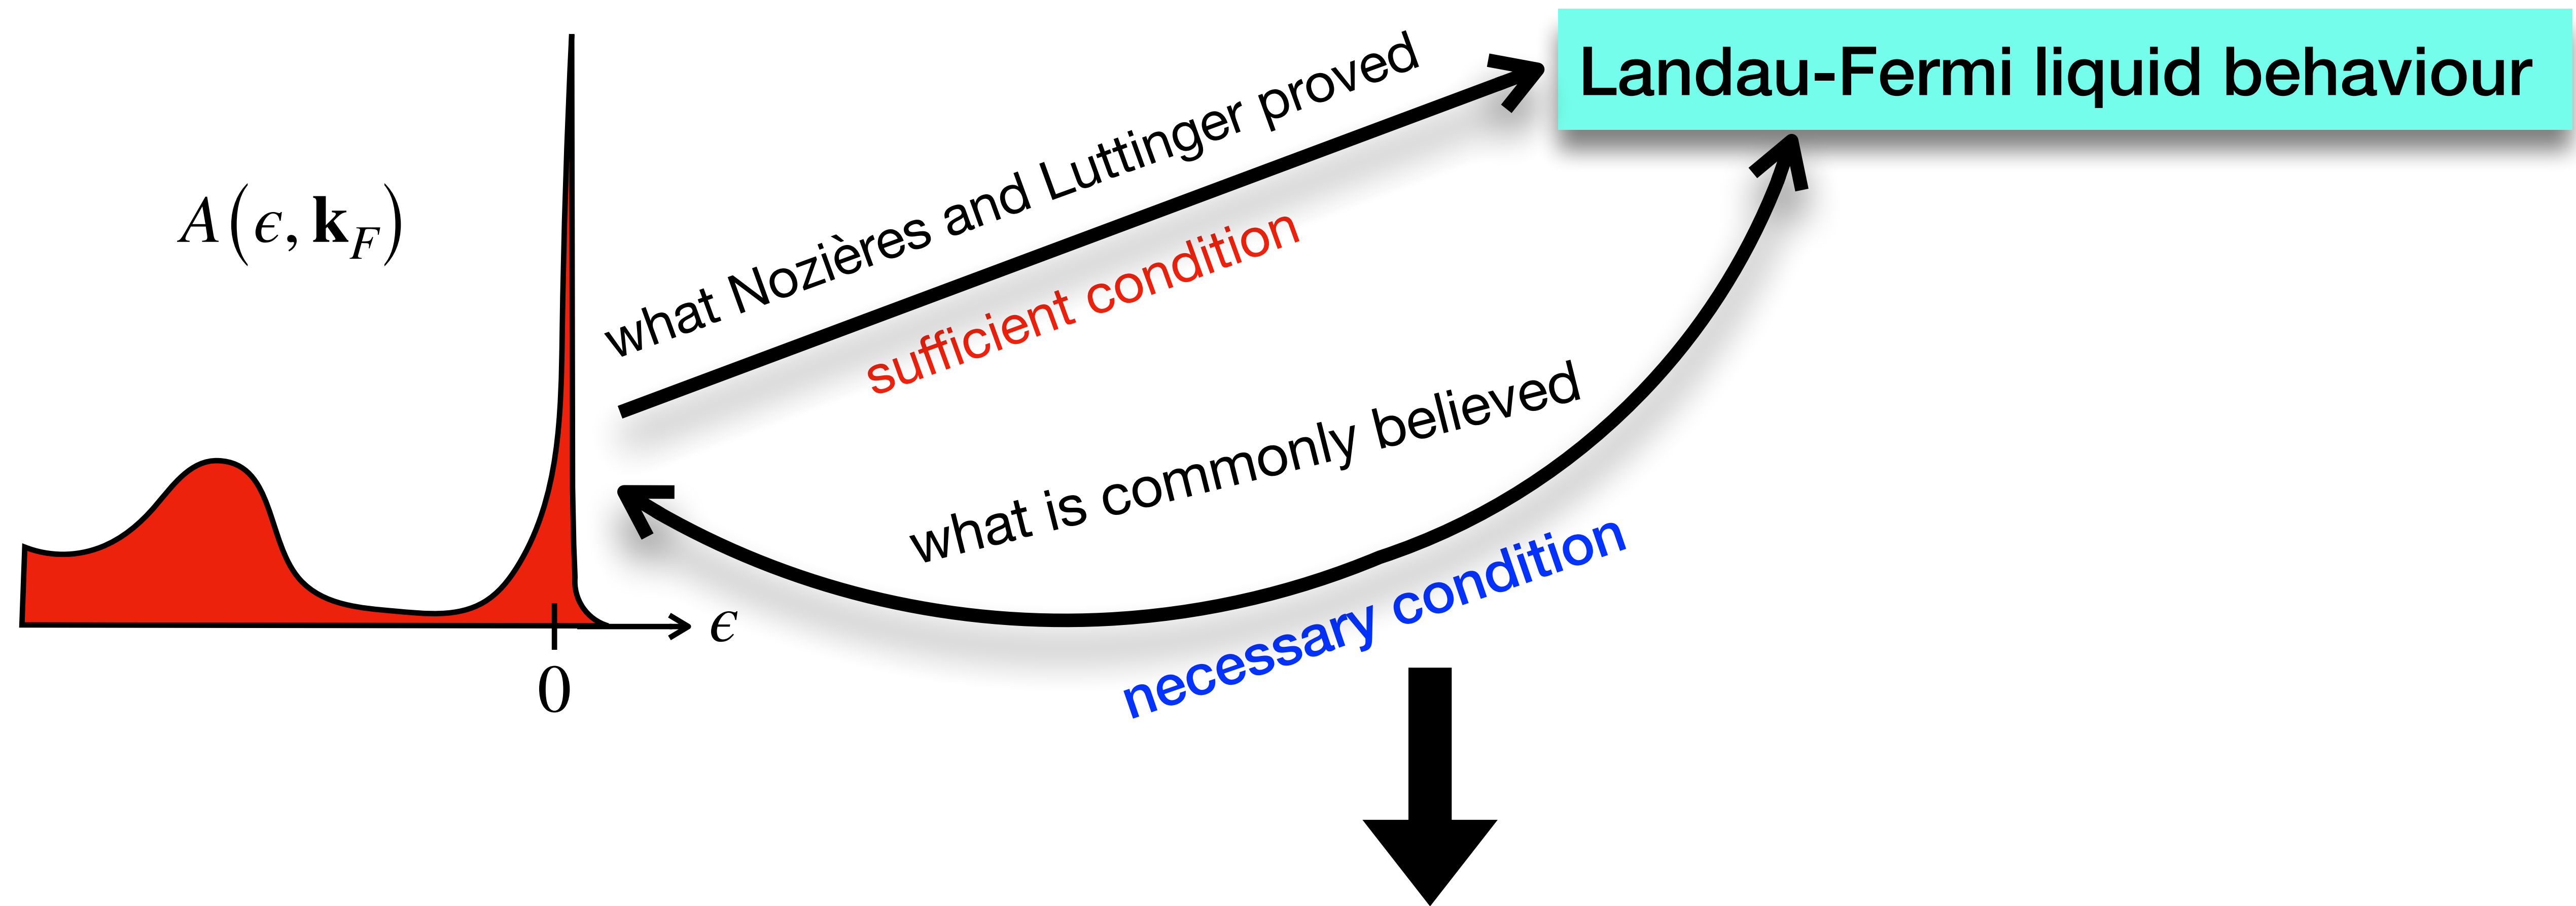 Landau-Fermi liquid behaviour
what Nozières and Luttinger proved
sufficient condition
A(ϵ, k_F)
what is commonly believed
necessary condition
ϵ
0